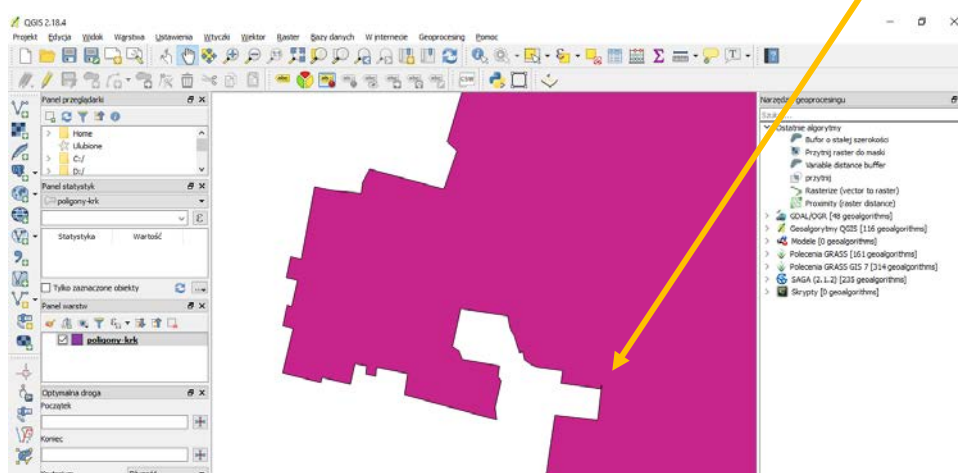 QGIS 2.18.4
Projekt Edycja Widok Warstwa Ustawienia Wtyczki Wektor Raster Bazy danych W internecie Geoprocesing Pomoc
Panel przeglądarki
Home
Ulubione
C:/
D:/
Panel statystyk
poligony-krk
Statystyka Wartość
Tylko zaznaczone obiekty
Panel warstw
poligony-krk
Optymalna droga
Początek
Koniec
Narzędzia geoprocesingu
Szukaj...
Ostatnie algorytmy
Bufor o stałej szerokości
Przytnij raster do maski
Variable distance buffer
przytnij
Rasterize (vector to raster)
Proximity (raster distance)
GDAL/OGR [48 geoalgorithms]
Geoalgorytmy QGIS [116 geoalgorithms]
Modele [0 geoalgorithms]
Polecenia GRASS [161 geoalgorithms]
Polecenia GRASS GIS 7 [314 geoalgorithms]
SAGA (2.1.2) [235 geoalgorithms]
Skrypty [0 geoalgorithms]